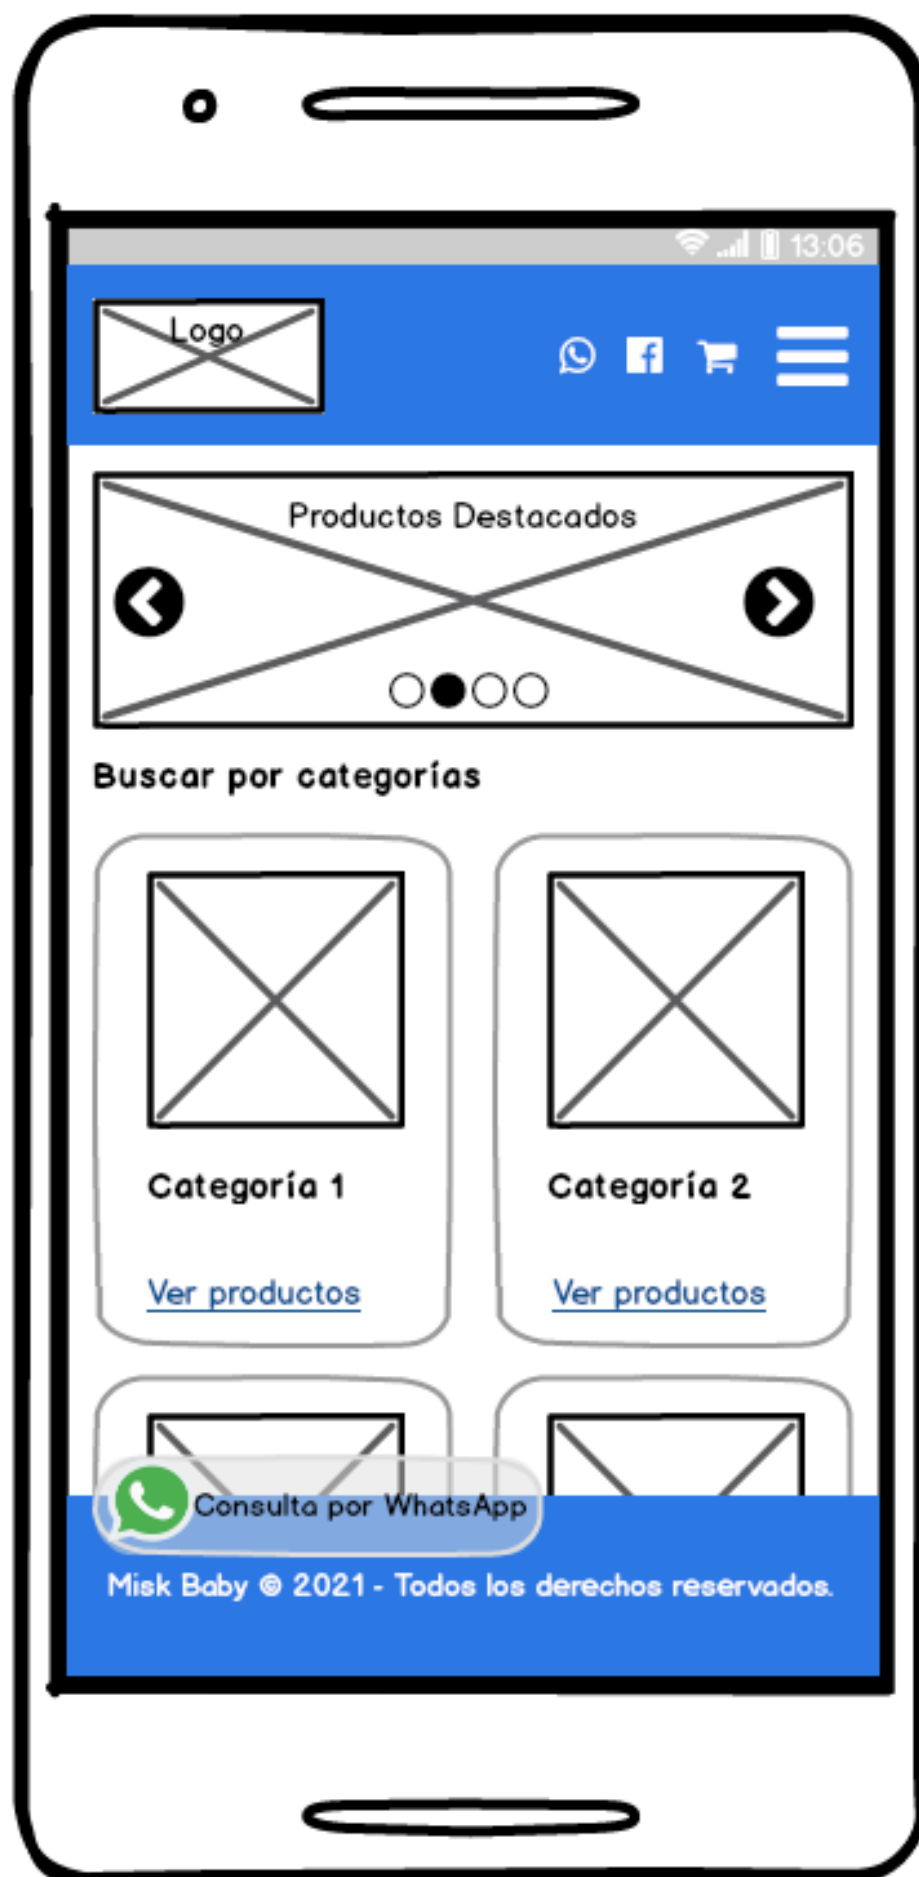 13:06
Logo
Productos Destacados
Buscar por categorías
Categoría 1
Categoría 2
Ver productos
Ver productos
Consulta por WhatsApp
Misk Baby © 2021 - Todos los derechos reservados.